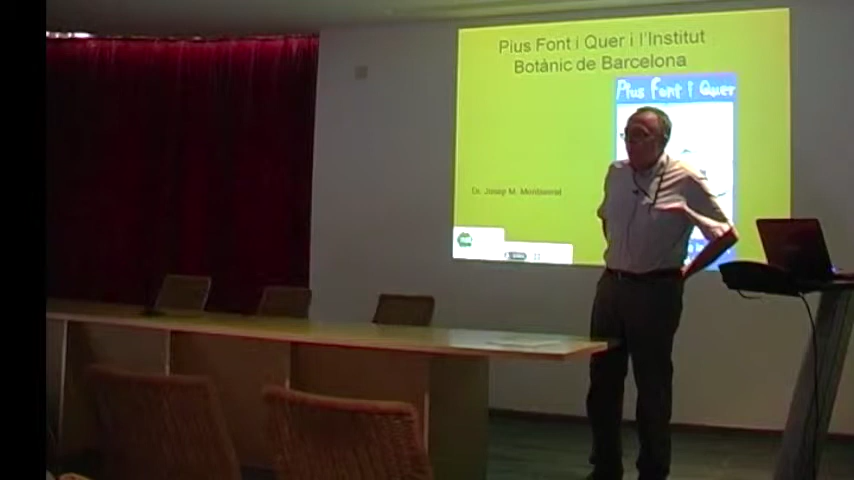 Pius Font i Quer i l'Institut
Botànic de Barcelona
Pius Font i Quer
Dr. Josep M. Montserrat